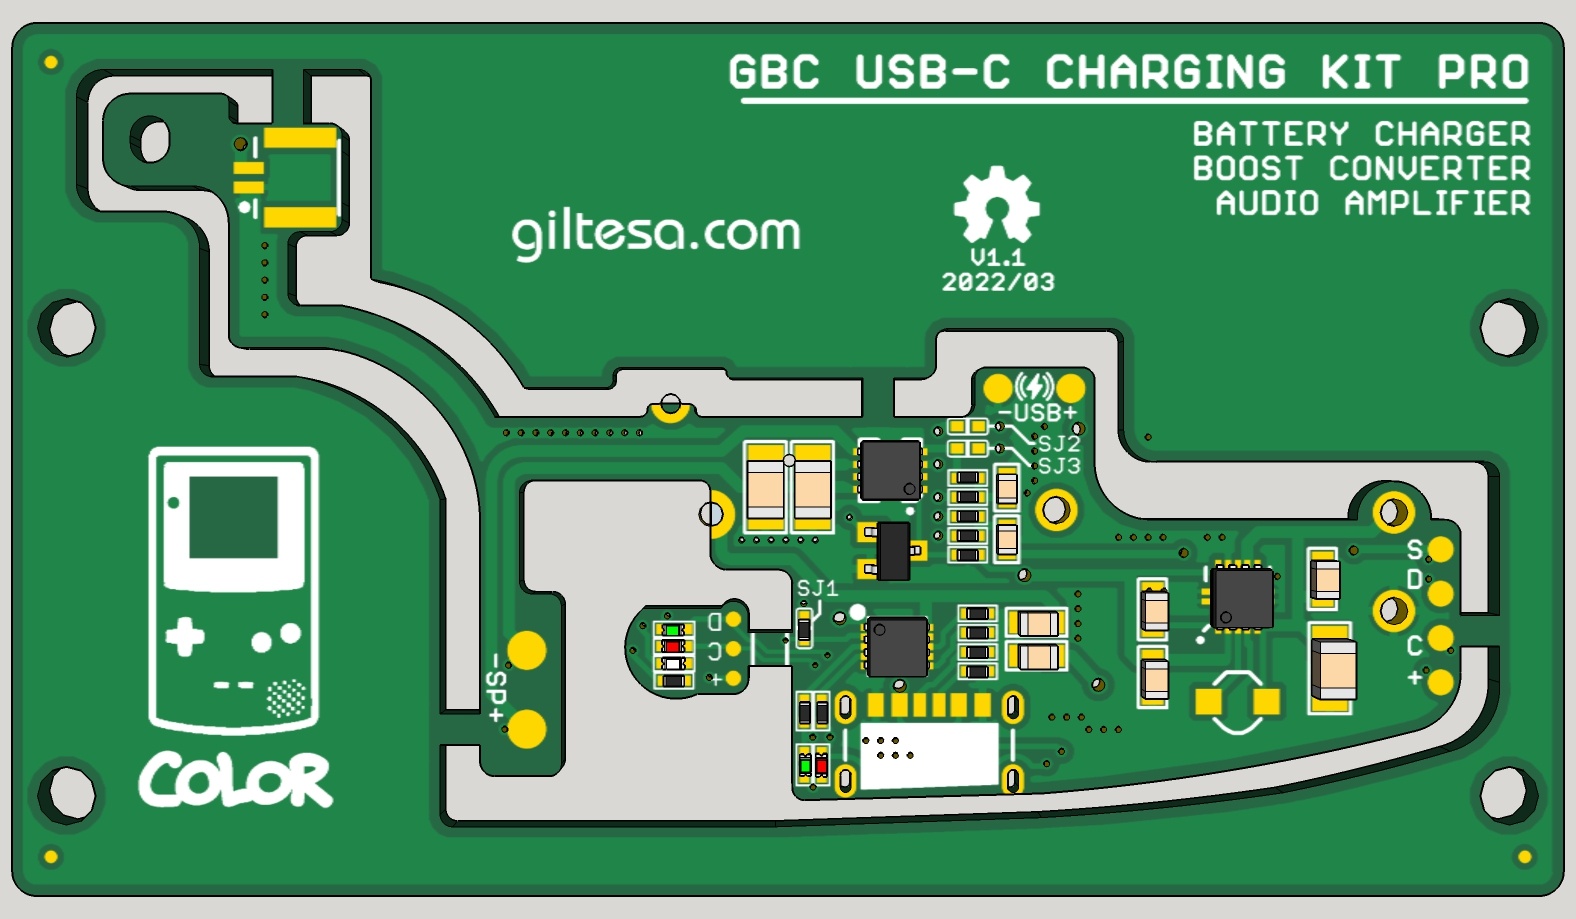 GBC USB-C CHARGING KIT PRO
BATTERY CHARGER
BOOST CONVERTER
AUDIO AMPLIFIER
giltesa.com
V1.1
2022/03
-USB+
SJ2
SJ3
S
D
C
+
SJ1
D
C
+
-SP+
COLOR